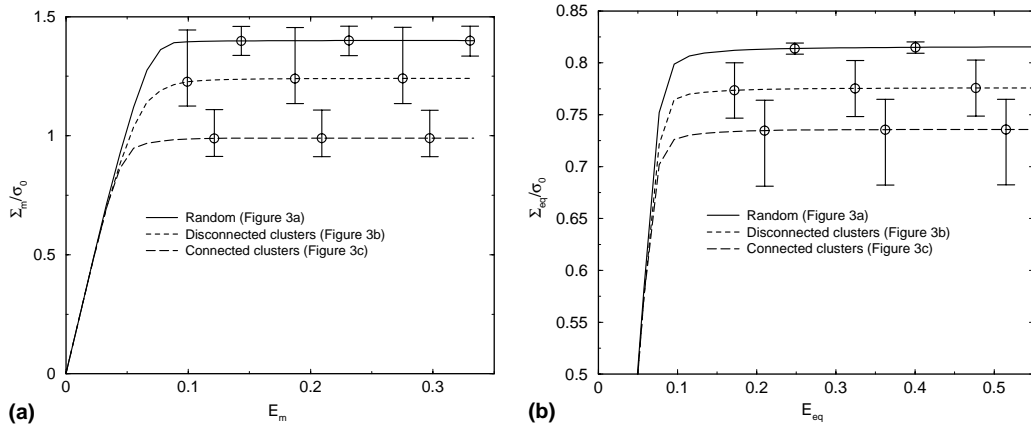 1.5
1
0.5
0
Σm/σ0
Random (Figure 3a)
Disconnected clusters (Figure 3b)
Connected clusters (Figure 3c)
0 0.1 0.2 0.3
Em
(a)
0.85
0.8
0.75
0.7
0.65
0.6
0.55
0.5
Σeq/σ0
Random (Figure 3a)
Disconnected clusters (Figure 3b)
Connected clusters (Figure 3c)
0 0.1 0.2 0.3 0.4 0.5
Eeq
(b)